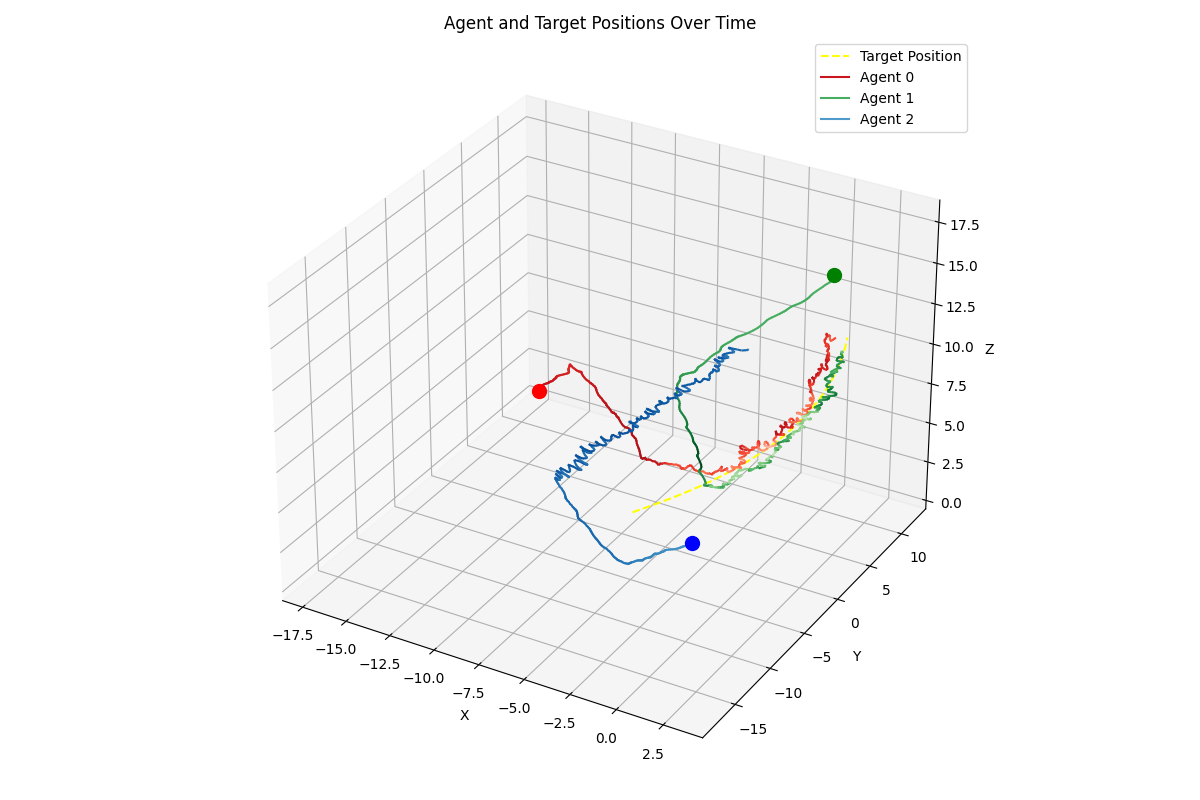 Agent and Target Positions Over Time
Target Position
Agent 0
Agent 1
Agent 2
17.5
15.0
12.5
10.0
7.5
5.0
2.5
0.0
Z
10
5
0
−5
−10
−15
Y
−17.5
−15.0
−12.5
−10.0
−7.5
−5.0
−2.5
0.0
2.5
X